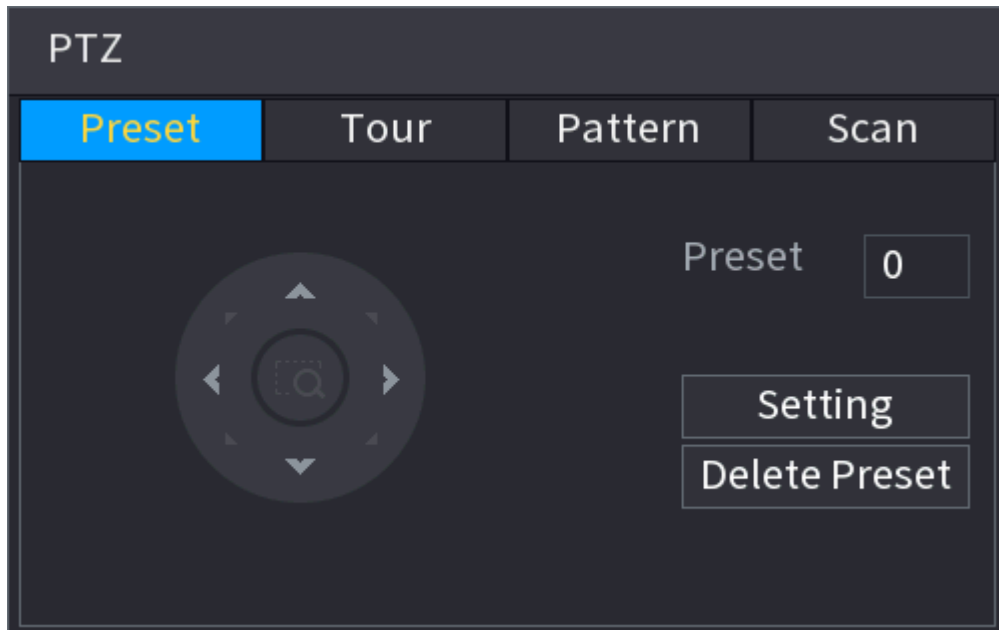 PTZ
Preset Tour Pattern Scan
Preset 0
Setting
Delete Preset